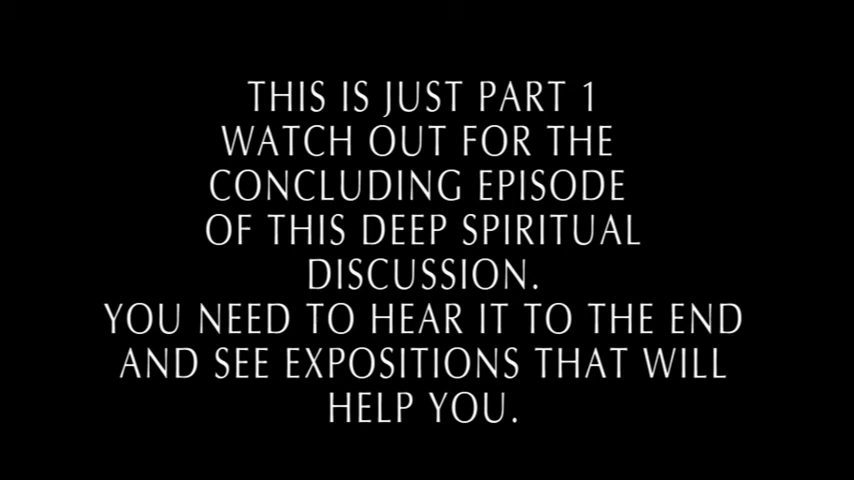 THIS IS JUST PART 1
WATCH OUT FOR THE
CONCLUDING EPISODE
OF THIS DEEP SPIRITUAL
DISCUSSION.
YOU NEED TO HEAR IT TO THE END
AND SEE EXPOSITIONS THAT WILL
HELP YOU.